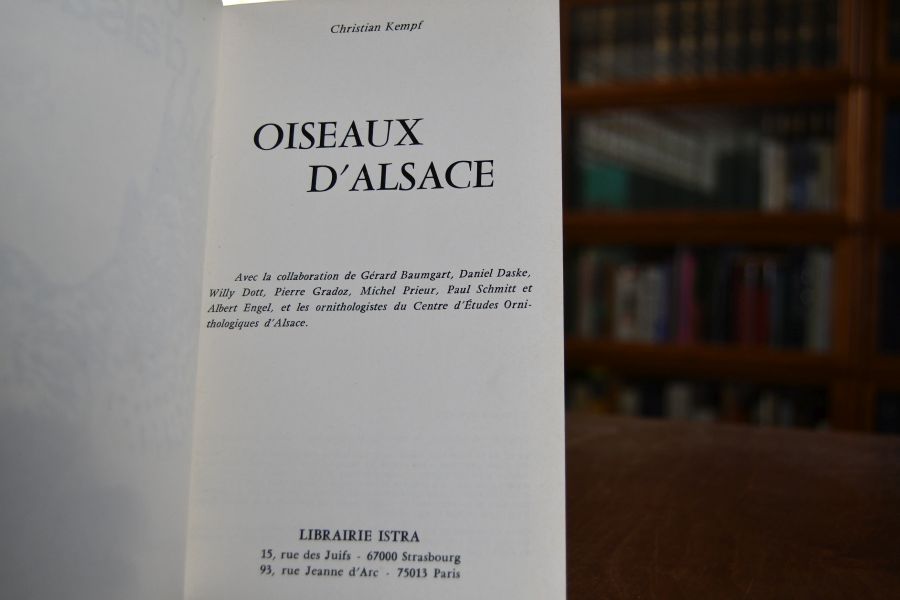 Christian Kempf
OISEAUX
D'ALSACE
Avec la collaboration de Gérard Baumgart, Daniel Daske,
Willy Dott, Pierre Gradoz, Michel Prieur, Paul Schmitt et
Albert Engel, et les ornithologistes du Centre d'Études Orni-
thologiques d'Alsace.
LIBRAIRIE ISTRA
15, rue des Juifs - 67000 Strasbourg
93, rue Jeanne d'Arc - 75013 Paris